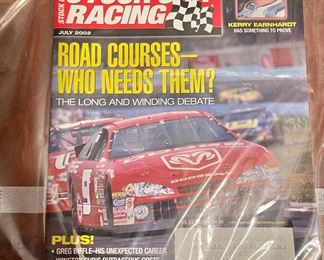 STOCK
RACING
JULY 2002
KERRY EARNHARDT
HAS SOMETHING TO PROVE
ROAD COURSES—
WHO NEEDS THEM?
THE LONG AND WINDING DEBATE
PLUS!
• GREG BIFFLE–HIS UNEXPECTED CAREER